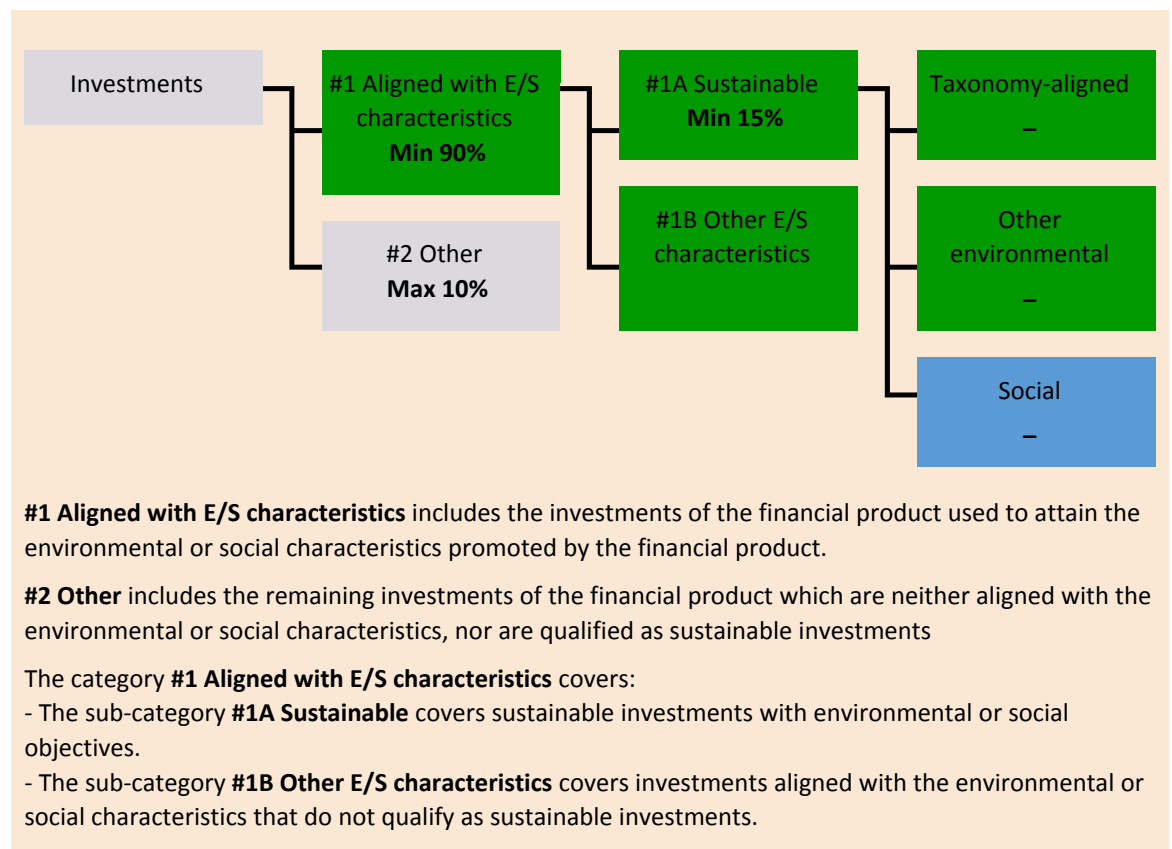 Investments
#1 Aligned with E/S
characteristics
Min 90%
#2 Other
Max 10%
#1A Sustainable
Min 15%
#1B Other E/S
characteristics
Taxonomy-aligned
–
Other
environmental
–
Social
–
#1 Aligned with E/S characteristics includes the investments of the financial product used to attain the
environmental or social characteristics promoted by the financial product.
#2 Other includes the remaining investments of the financial product which are neither aligned with the
environmental or social characteristics, nor are qualified as sustainable investments
The category #1 Aligned with E/S characteristics covers:
- The sub-category #1A Sustainable covers sustainable investments with environmental or social
objectives.
- The sub-category #1B Other E/S characteristics covers investments aligned with the environmental or
social characteristics that do not qualify as sustainable investments.